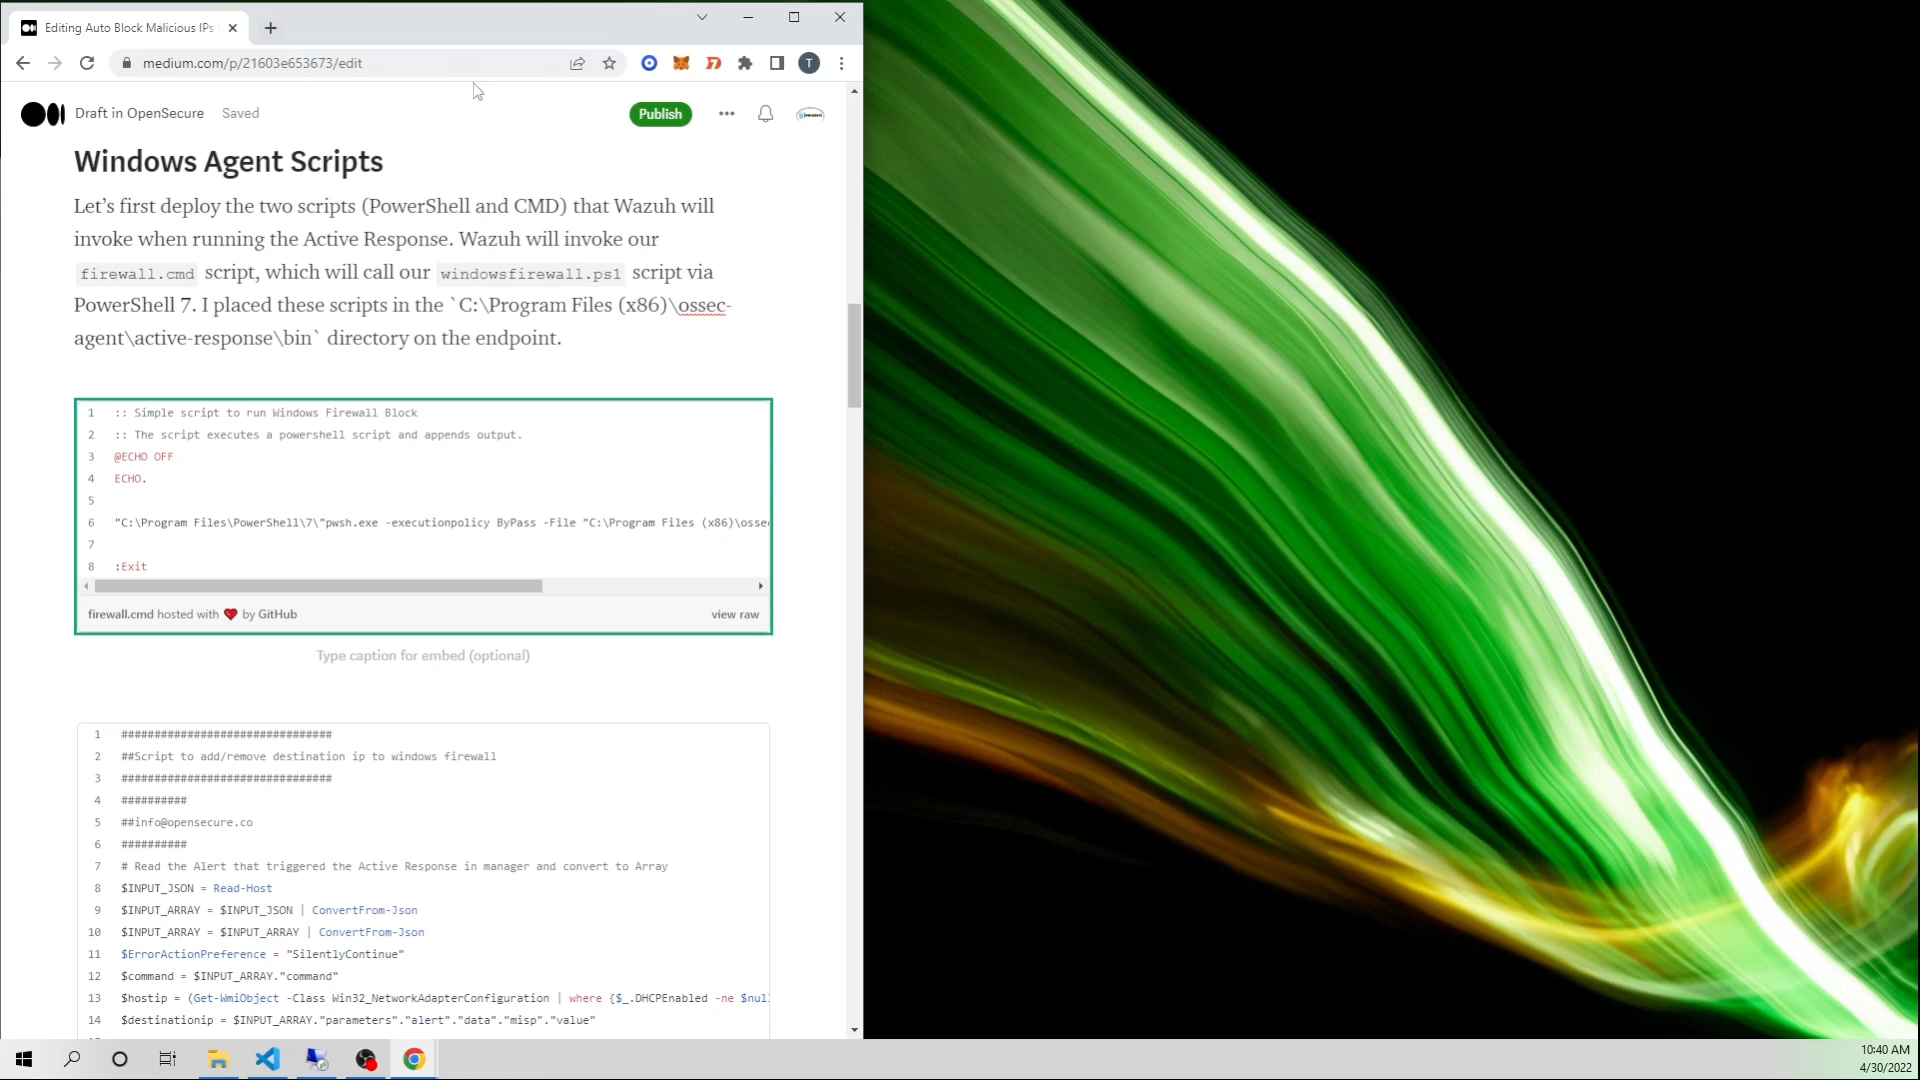 Editing Auto Block Malicious IPs
medium.com/p/21603e653673/edit
T
Draft in OpenSecure Saved
Publish
Windows Agent Scripts
Let’s first deploy the two scripts (PowerShell and CMD) that Wazuh will
invoke when running the Active Response. Wazuh will invoke our
firewall.cmd script, which will call our windowsfirewall.ps1 script via
PowerShell 7. I placed these scripts in the `C:\Program Files (x86)\ossec-
agent\active-response\bin` directory on the endpoint.
1 :: Simple script to run Windows Firewall Block
2 :: The script executes a powershell script and appends output.
3 @ECHO OFF
4 ECHO.
5
6 "C:\Program Files\PowerShell\7\"pwsh.exe -executionpolicy ByPass -File "C:\Program Files (x86)\osse
7
8 :Exit
firewall.cmd hosted with ❤ by GitHub view raw
Type caption for embed (optional)
1 ################################
2 ##Script to add/remove destination ip to windows firewall
3 ################################
4 ##########
5 ##info@opensecure.co
6 ##########
7 # Read the Alert that triggered the Active Response in manager and convert to Array
8 $INPUT_JSON = Read-Host
9 $INPUT_ARRAY = $INPUT_JSON | ConvertFrom-Json
10 $INPUT_ARRAY = $INPUT_ARRAY | ConvertFrom-Json
11 $ErrorActionPreference = "SilentlyContinue"
12 $command = $INPUT_ARRAY."command"
13 $hostip = (Get-WmiObject -Class Win32_NetworkAdapterConfiguration | where {$_.DHCPEnabled -ne $nul
14 $destinationip = $INPUT_ARRAY."parameters"."alert"."data"."misp"."value"
10:40 AM
4/30/2022